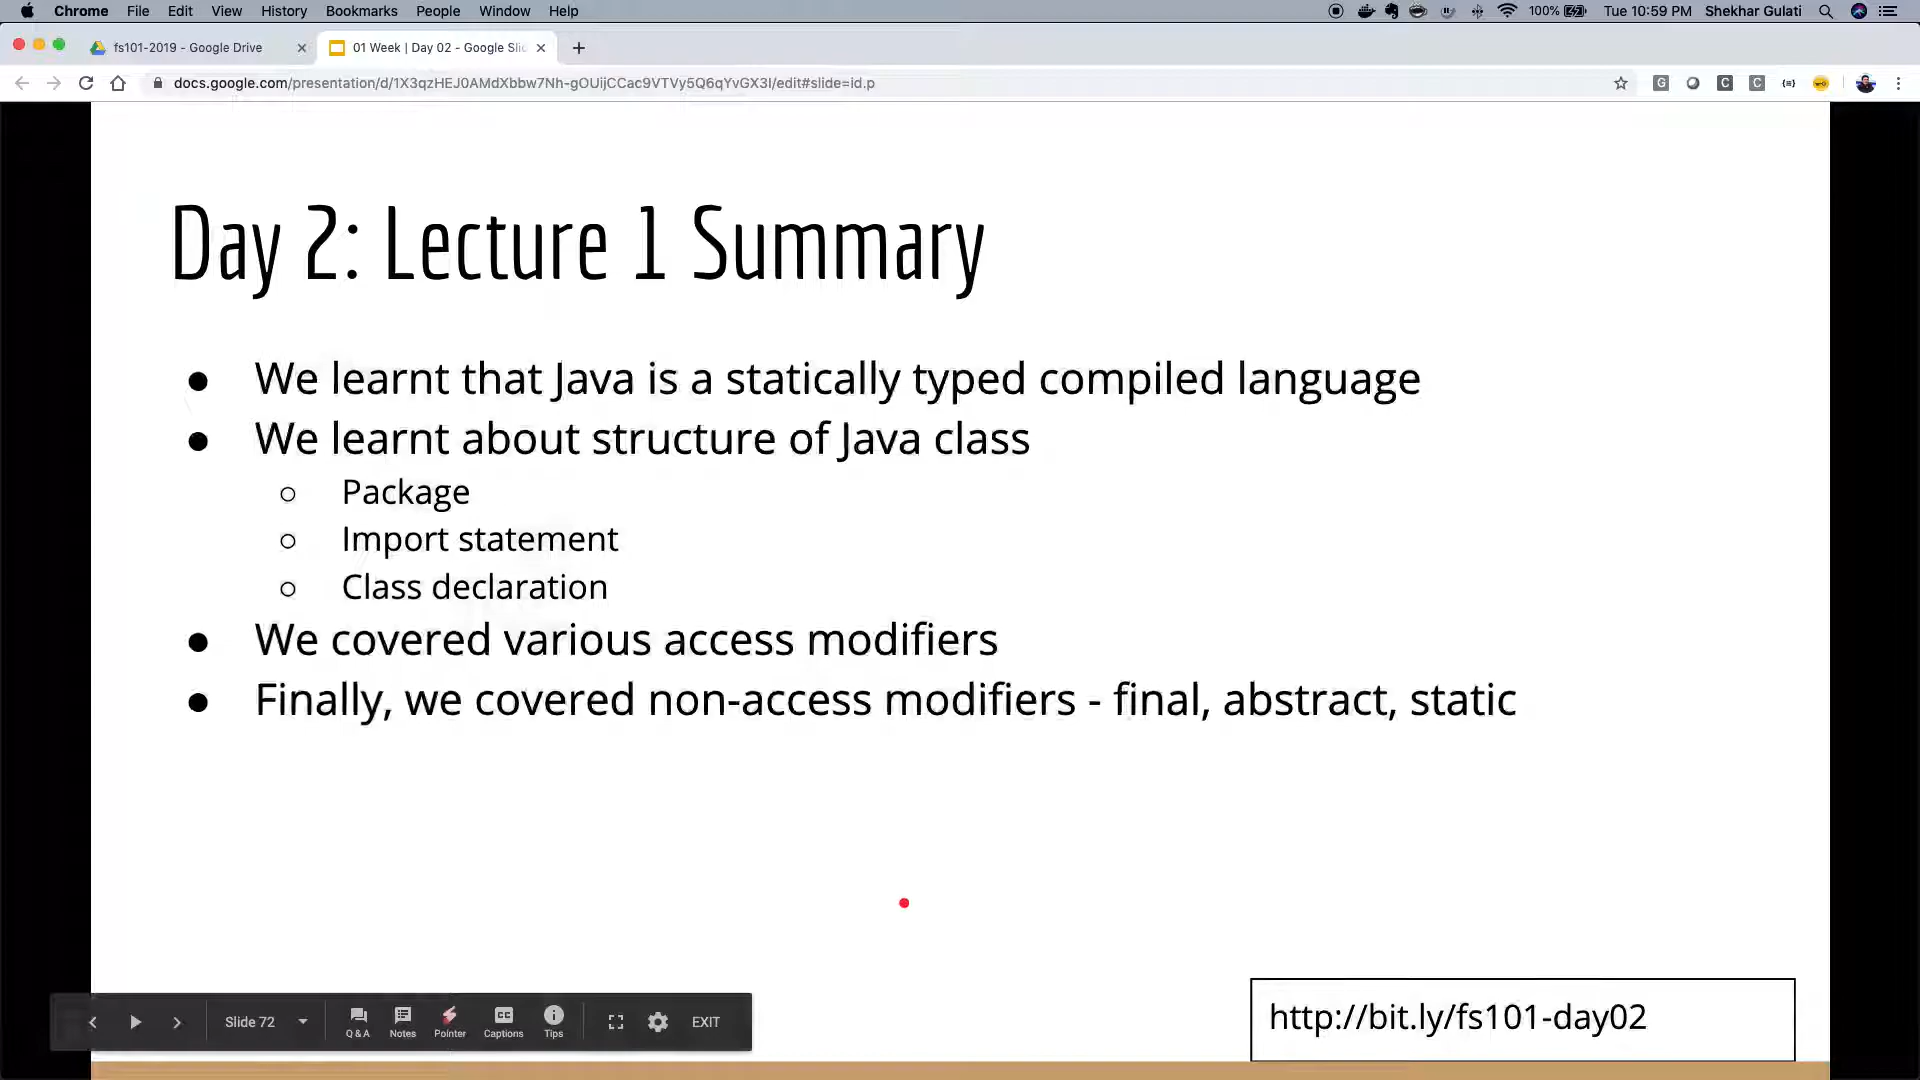 Chrome File Edit View History Bookmarks People Window Help 100% Tue 10:59 PM Shekhar Gulati
fs101-2019 - Google Drive 01 Week | Day 02 - Google Slid
docs.google.com/presentation/d/1X3qzHEJ0AMdXbbw7Nh-gOUijCCac9VTVy5Q6qYvGX3I/edit#slide=id.p
Day 2: Lecture 1 Summary
● We learnt that Java is a statically typed compiled language
● We learnt about structure of Java class
○ Package
○ Import statement
○ Class declaration
● We covered various access modifiers
● Finally, we covered non-access modifiers - final, abstract, static
http://bit.ly/fs101-day02
Slide 72 Q & A Notes Pointer Captions Tips EXIT